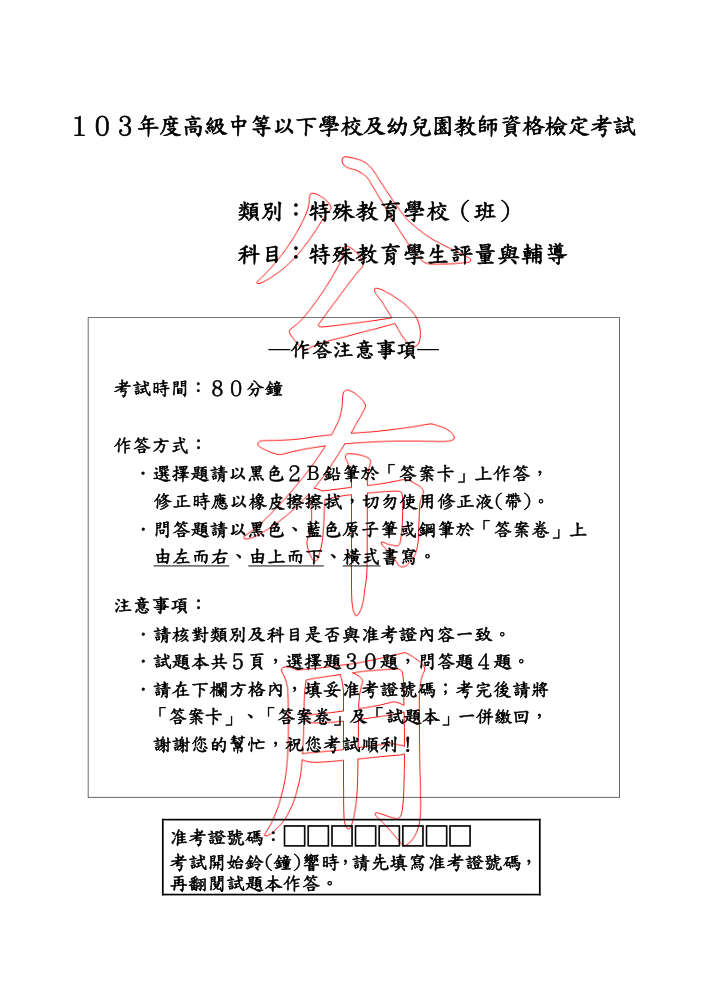 103年度高級中等以下學校及幼兒園教師資格檢定考試
類別：特殊教育學校（班）
科目：特殊教育學生評量與輔導
—作答注意事項—
考試時間：80分鐘
作答方式：
・選擇題請以黑色2B鉛筆於「答案卡」上作答，
修正時應以橡皮擦擦拭，切勿使用修正液(帶)。
・問答題請以黑色、藍色原子筆或鋼筆於「答案卷」上
由左而右、由上而下、橫式書寫。
注意事項：
・請核對類別及科目是否與准考證內容一致。
・試題本共5頁，選擇題30題，問答題4題。
・請在下欄方格內，填妥准考證號碼；考完後請將
「答案卡」、「答案卷」及「試題本」一併繳回，
謝謝您的幫忙，祝您考試順利！
准考證號碼：□□□□□□□□
考試開始鈴(鐘)響時，請先填寫准考證號碼，
再翻閱試題本作答。
公布用